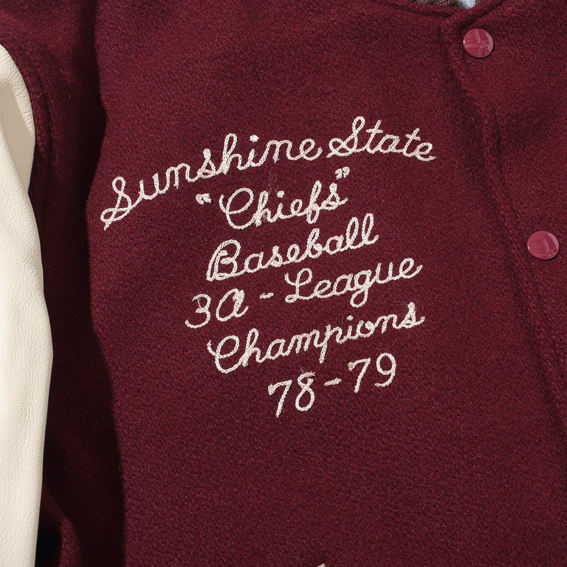 Sunshine State
"Chiefs"
Baseball
3A-League
Champions
78-79